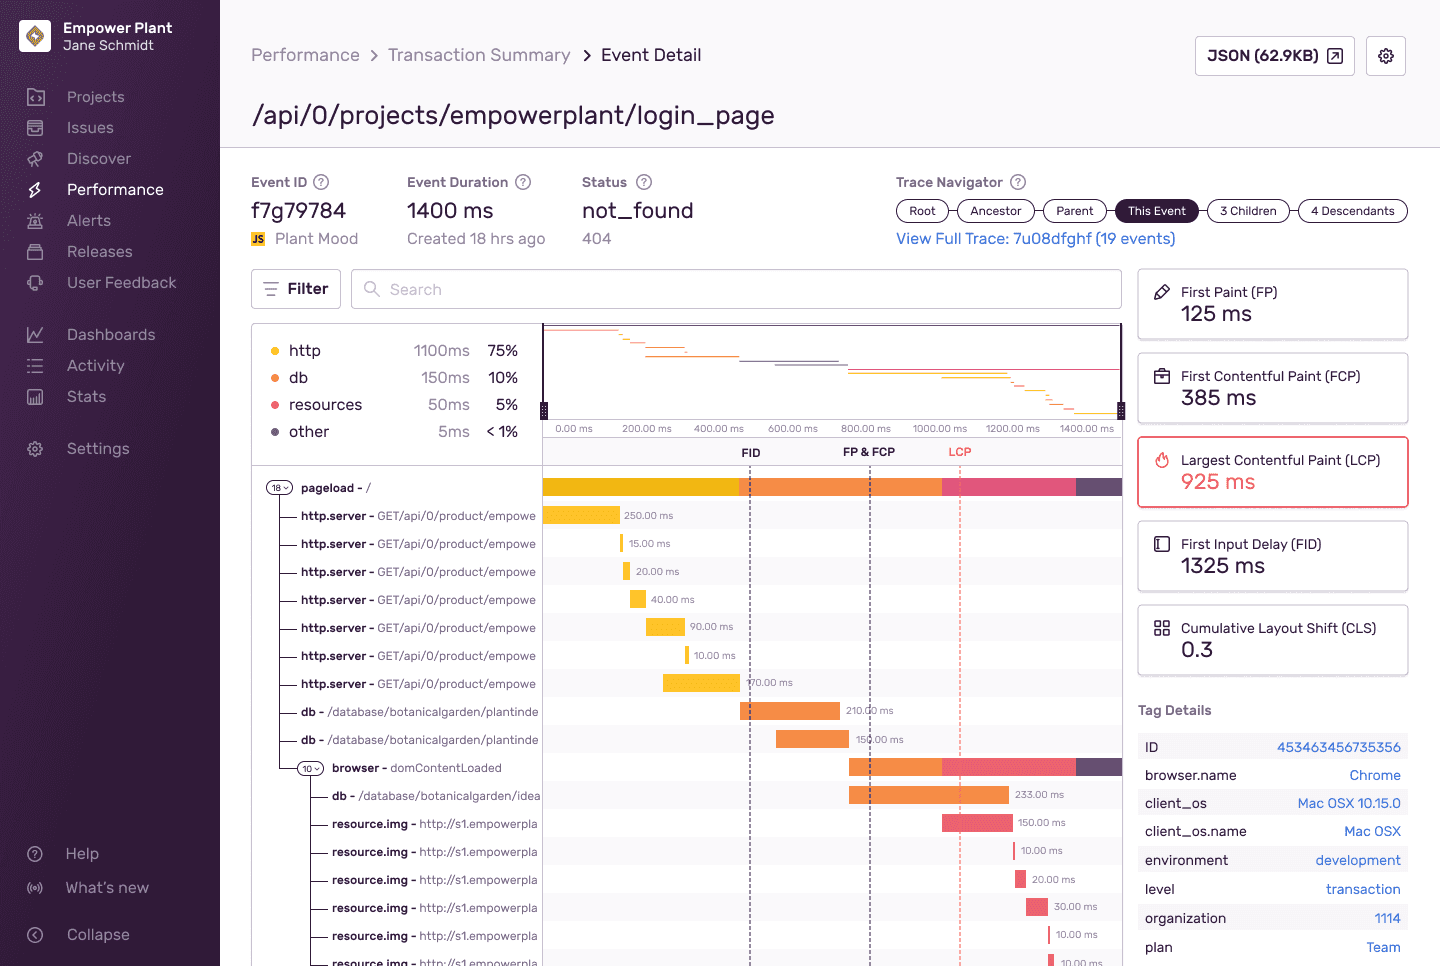 Empower Plant
Jane Schmidt
Projects
Issues
Discover
Performance
Alerts
Releases
User Feedback
Dashboards
Activity
Stats
Settings
Help
What's new
Collapse
Performance > Transaction Summary > Event Detail
JSON (62.9KB)
/api/0/projects/empowerplant/login_page
Event ID ?
f7g79784
JS Plant Mood
Event Duration ?
1400 ms
Created 18 hrs ago
Status ?
not_found
404
Trace Navigator ?
Root Ancestor Parent This Event 3 Children 4 Descendants
View Full Trace: 7u08dfghf (19 events)
Filter
Search
http 1100ms 75%
db 150ms 10%
resources 50ms 5%
other 5ms < 1%
0.00 ms 200.00 ms 400.00 ms 600.00 ms 800.00 ms 1000.00 ms 1200.00 ms 1400.00 ms
FID FP & FCP LCP
18 pageload - /
http.server - GET/api/0/product/empowe 250.00 ms
http.server - GET/api/0/product/empowe 15.00 ms
http.server - GET/api/0/product/empowe 20.00 ms
http.server - GET/api/0/product/empowe 40.00 ms
http.server - GET/api/0/product/empowe 90.00 ms
http.server - GET/api/0/product/empowe 10.00 ms
http.server - GET/api/0/product/empowe 170.00 ms
db - /database/botanicalgarden/plantinde 210.00 ms
db - /database/botanicalgarden/plantinde 150.00 ms
10 browser - domContentLoaded
db - /database/botanicalgarden/idea 233.00 ms
resource.img - http://s1.empowerpla 150.00 ms
resource.img - http://s1.empowerpla 10.00 ms
resource.img - http://s1.empowerpla 20.00 ms
resource.img - http://s1.empowerpla 30.00 ms
resource.img - http://s1.empowerpla 10.00 ms
resource.img - http://s1.empowerpla 10.00 ms
First Paint (FP)
125 ms
First Contentful Paint (FCP)
385 ms
Largest Contentful Paint (LCP)
925 ms
First Input Delay (FID)
1325 ms
Cumulative Layout Shift (CLS)
0.3
Tag Details
ID 453463456735356
browser.name Chrome
client_os Mac OSX 10.15.0
client_os.name Mac OSX
environment development
level transaction
organization 1114
plan Team